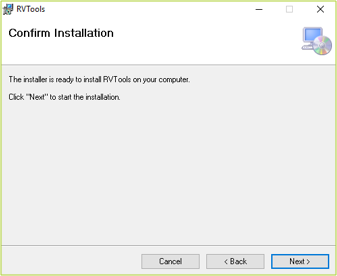 RVTools
Confirm Installation
The installer is ready to install RVTools on your computer.
Click "Next" to start the installation.
Cancel
< Back
Next >